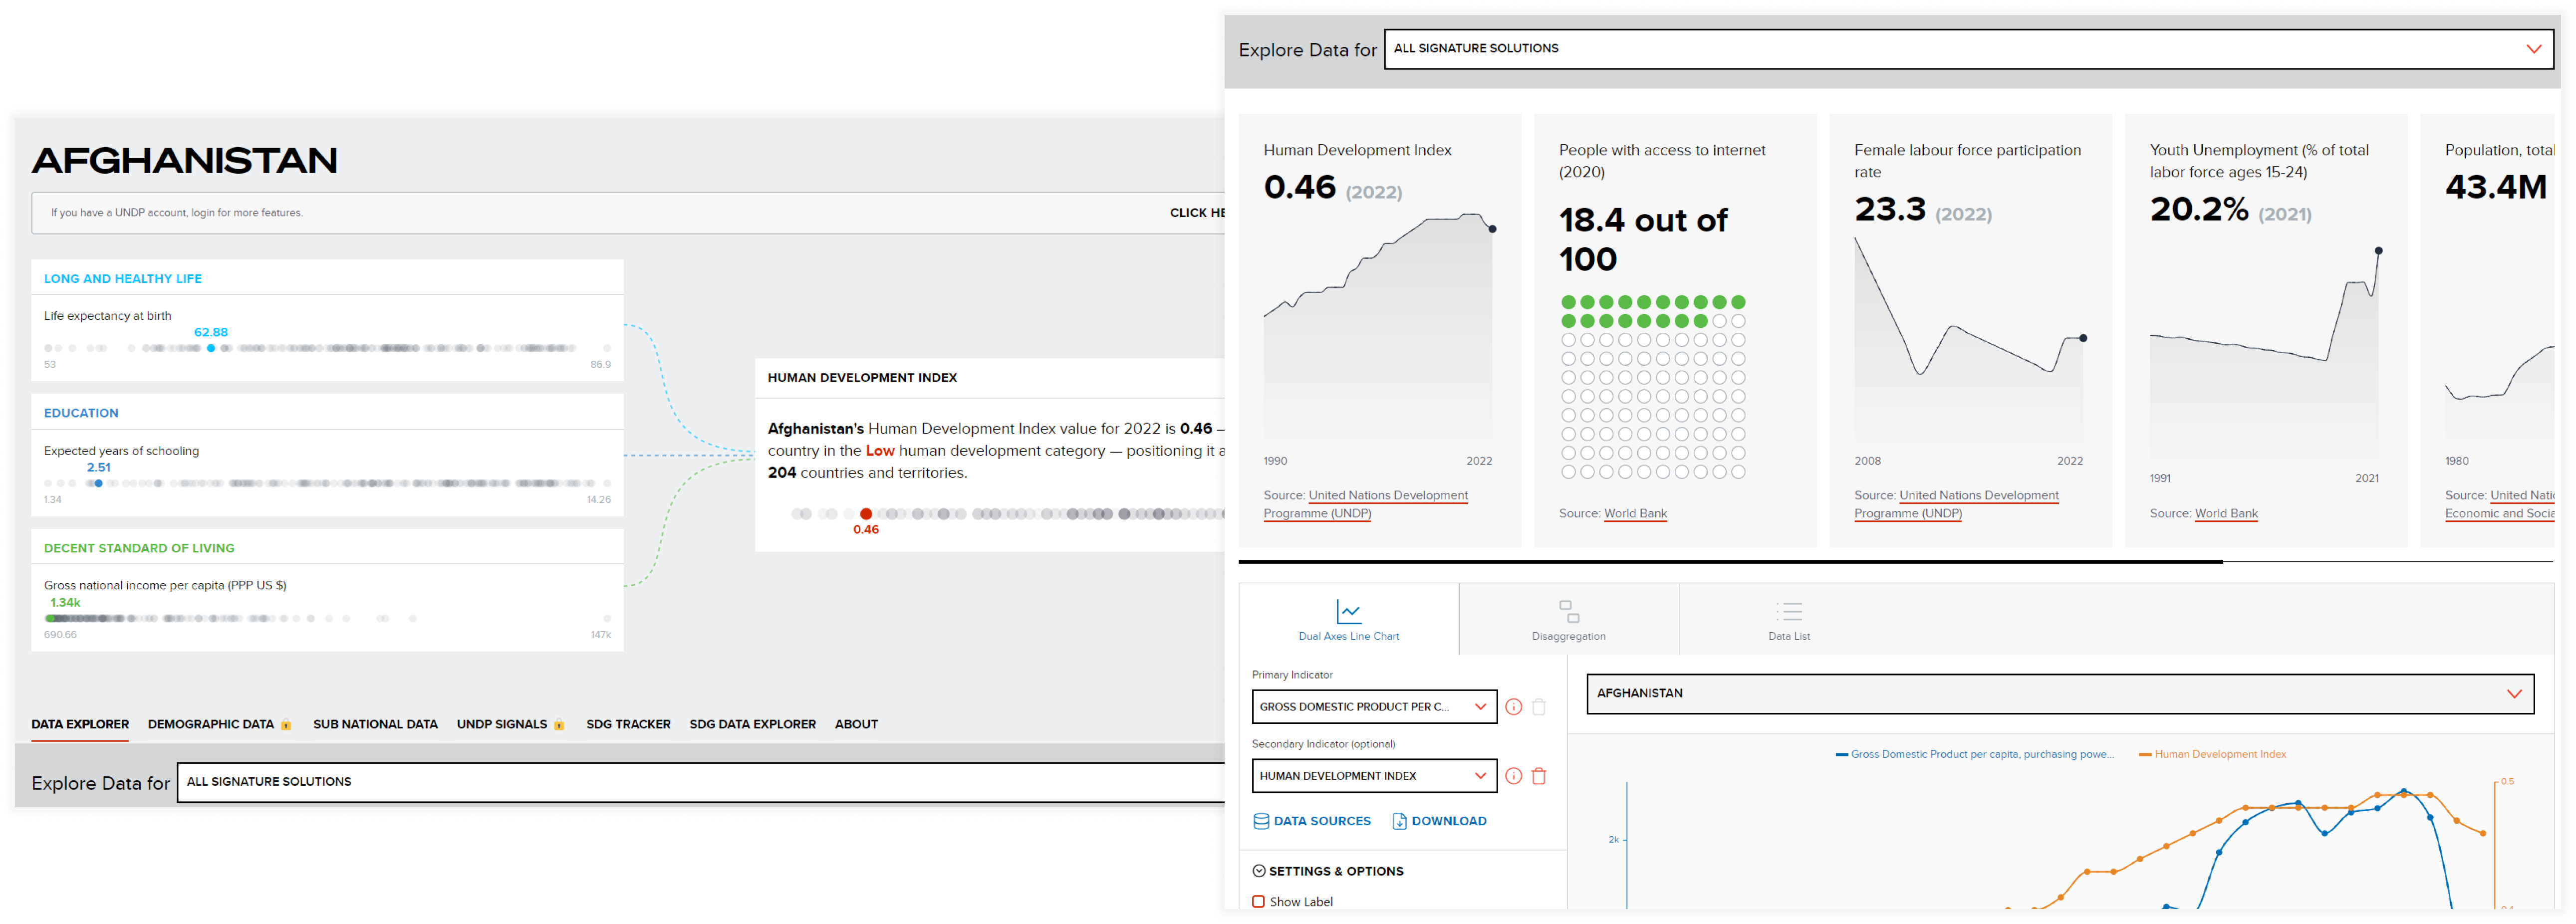 AFGHANISTAN
If you have a UNDP account, login for more features.
CLICK HE
LONG AND HEALTHY LIFE
Life expectancy at birth
62.88
53
86.9
EDUCATION
Expected years of schooling
2.51
1.34
14.26
DECENT STANDARD OF LIVING
Gross national income per capita (PPP US $)
1.34k
690.66
147k
HUMAN DEVELOPMENT INDEX
Afghanistan's Human Development Index value for 2022 is 0.46 —
country in the Low human development category — positioning it a
204 countries and territories.
0.46
DATA EXPLORER
DEMOGRAPHIC DATA
SUB NATIONAL DATA
UNDP SIGNALS
SDG TRACKER
SDG DATA EXPLORER
ABOUT
Explore Data for
ALL SIGNATURE SOLUTIONS
Explore Data for
ALL SIGNATURE SOLUTIONS
Human Development Index
0.46 (2022)
1990
2022
Source: United Nations Development
Programme (UNDP)
People with access to internet
(2020)
18.4 out of
100
Source: World Bank
Female labour force participation
rate
23.3 (2022)
2008
2022
Source: United Nations Development
Programme (UNDP)
Youth Unemployment (% of total
labor force ages 15-24)
20.2% (2021)
1991
2021
Source: World Bank
Population, total
43.4M
1980
Source: United Natio
Economic and Socia
Dual Axes Line Chart
Disaggregation
Data List
Primary Indicator
GROSS DOMESTIC PRODUCT PER C...
Secondary Indicator (optional)
HUMAN DEVELOPMENT INDEX
DATA SOURCES
DOWNLOAD
SETTINGS & OPTIONS
Show Label
AFGHANISTAN
Gross Domestic Product per capita, purchasing powe...
Human Development Index
2k
0.5